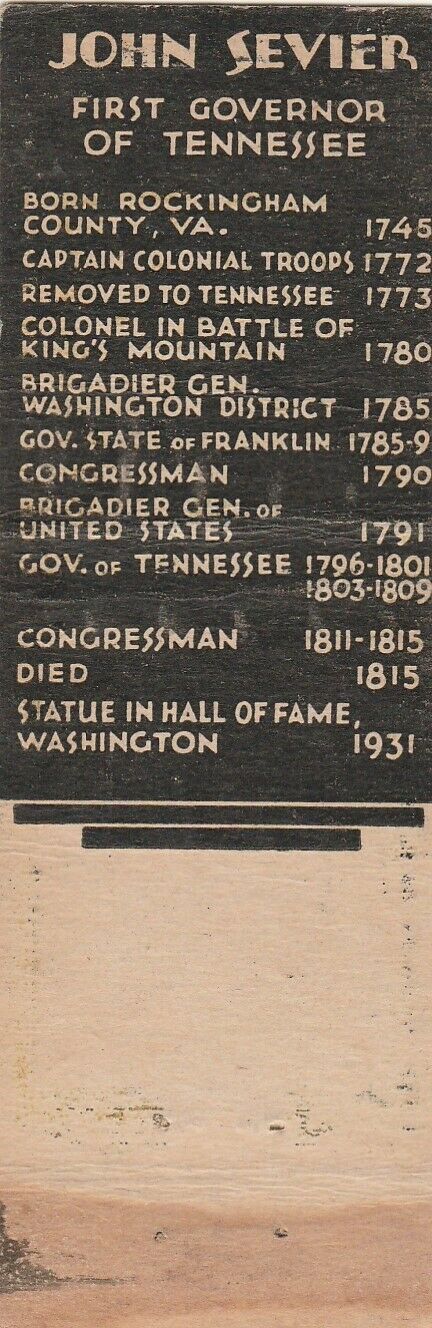 JOHN SEVIER
FIRST GOVERNOR
OF TENNESSEE
BORN ROCKINGHAM
COUNTY, VA. 1745
CAPTAIN COLONIAL TROOPS 1772
REMOVED TO TENNESSEE 1773
COLONEL IN BATTLE OF
KING'S MOUNTAIN 1780
BRIGADIER GEN.
WASHINGTON DISTRICT 1785
GOV. STATE OF FRANKLIN 1785-9
CONGRESSMAN 1790
BRIGADIER GEN. OF
UNITED STATES 1791
GOV. OF TENNESSEE 1796-1801
1803-1809
CONGRESSMAN 1811-1815
DIED 1815
STATUE IN HALL OF FAME,
WASHINGTON 1931